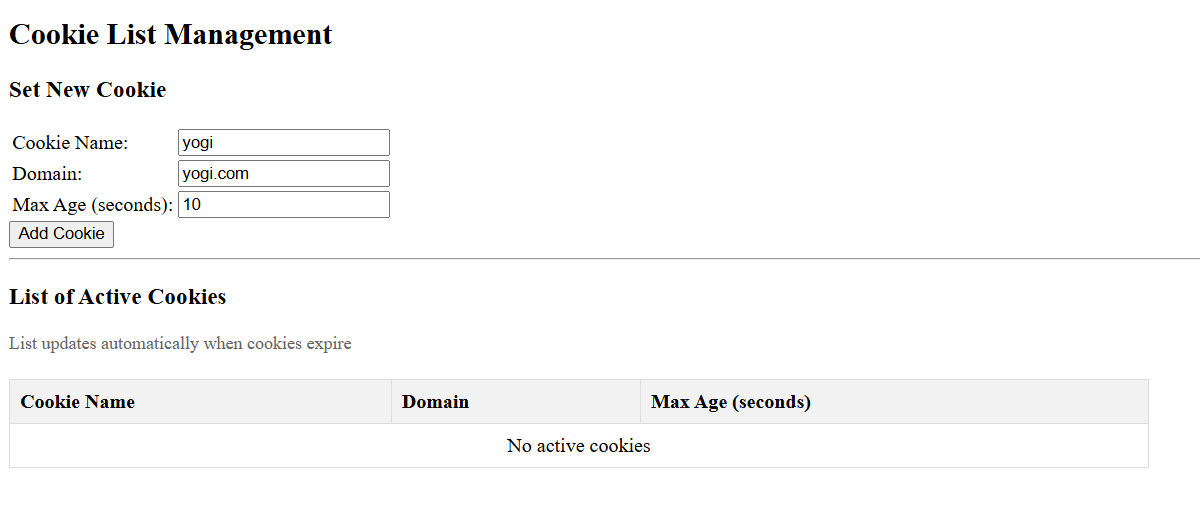 Cookie List Management
Set New Cookie
Cookie Name: yogi
Domain: yogi.com
Max Age (seconds): 10
Add Cookie
List of Active Cookies
List updates automatically when cookies expire
Cookie Name Domain Max Age (seconds)
No active cookies